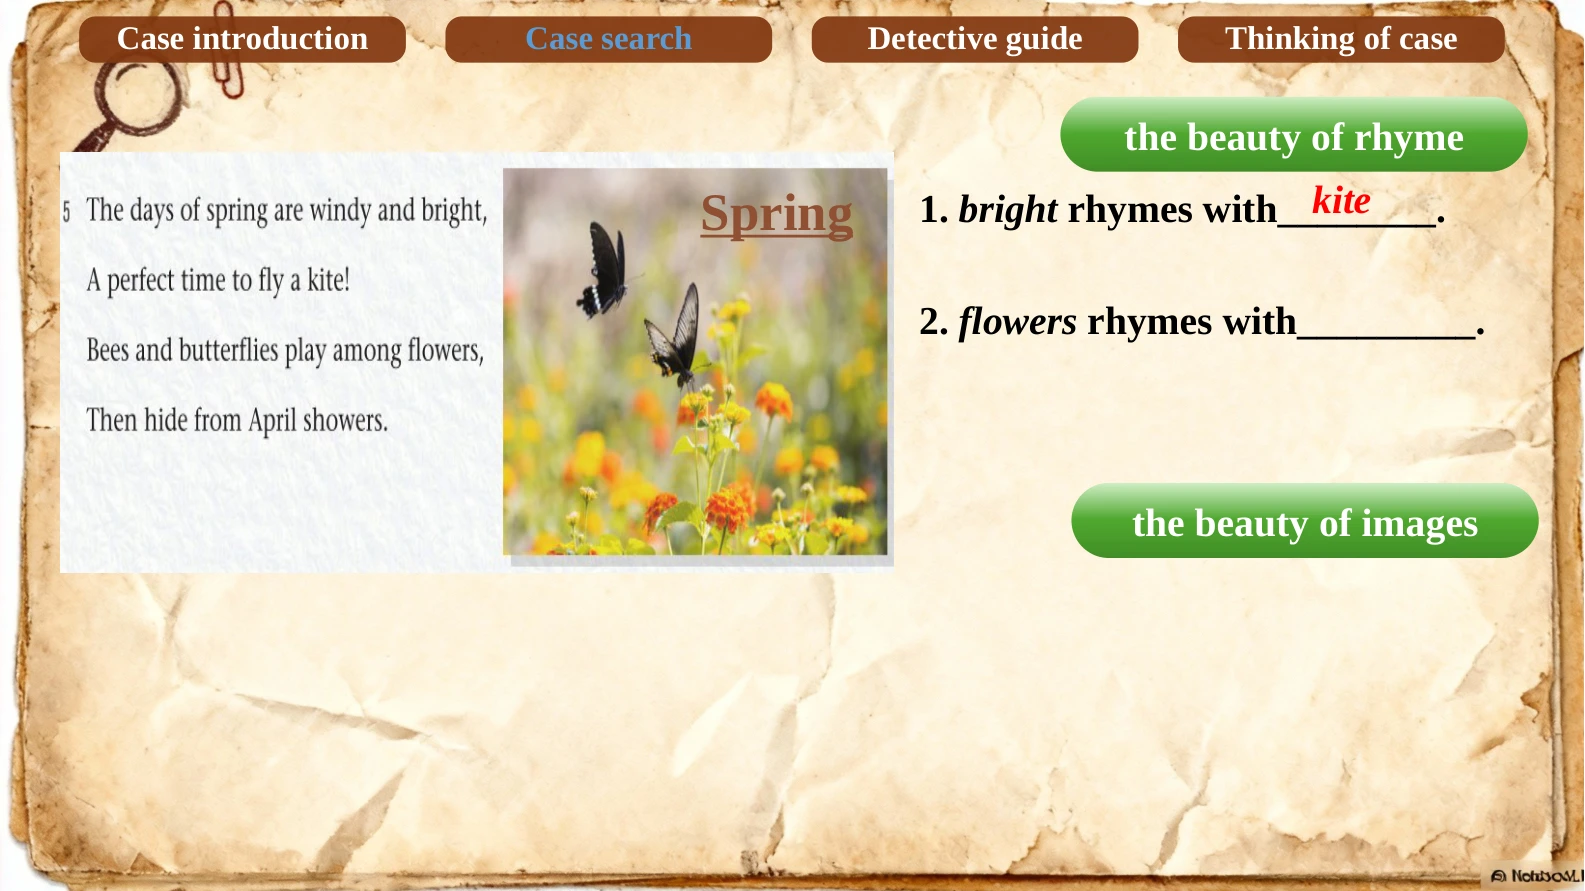 Case introduction
Case search
Detective guide
Thinking of case
the beauty of rhyme
5 The days of spring are windy and bright,
A perfect time to fly a kite!
Bees and butterflies play among flowers,
Then hide from April showers.
Spring
1. bright rhymes with________.
kite
2. flowers rhymes with_________.
the beauty of images